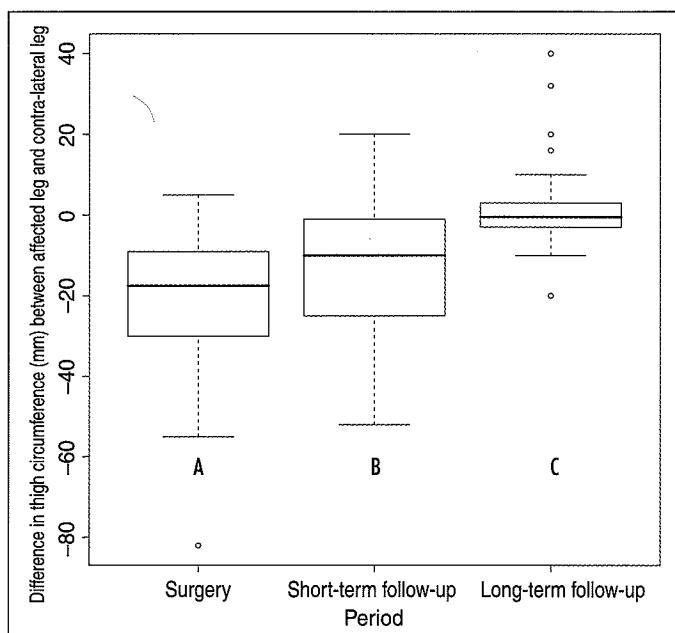 Difference in thigh circumference (mm) between affected leg and contra-lateral leg
40
20
0
−20
−40
−60
−80
A
B
C
Surgery
Short-term follow-up
Long-term follow-up
Period